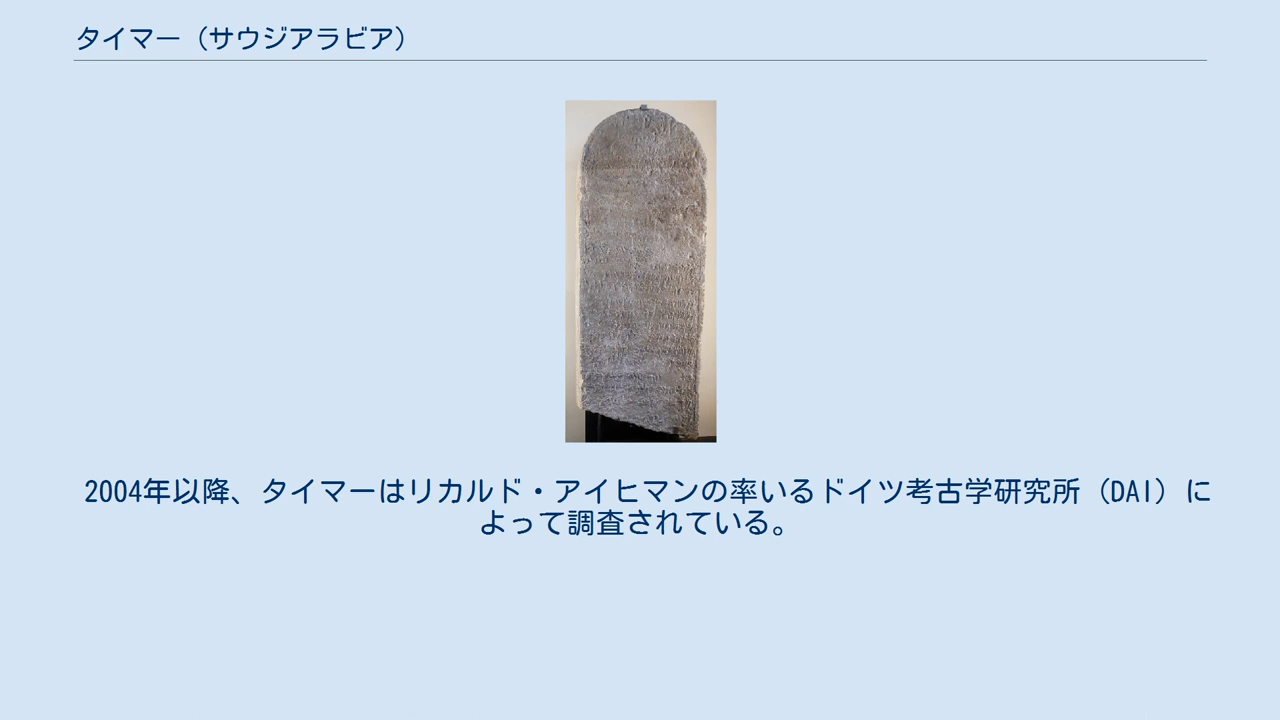 タイマー（サウジアラビア）
2004年以降、タイマーはリカルド・アイヒマンの率いるドイツ考古学研究所（DAI）に
よって調査されている。